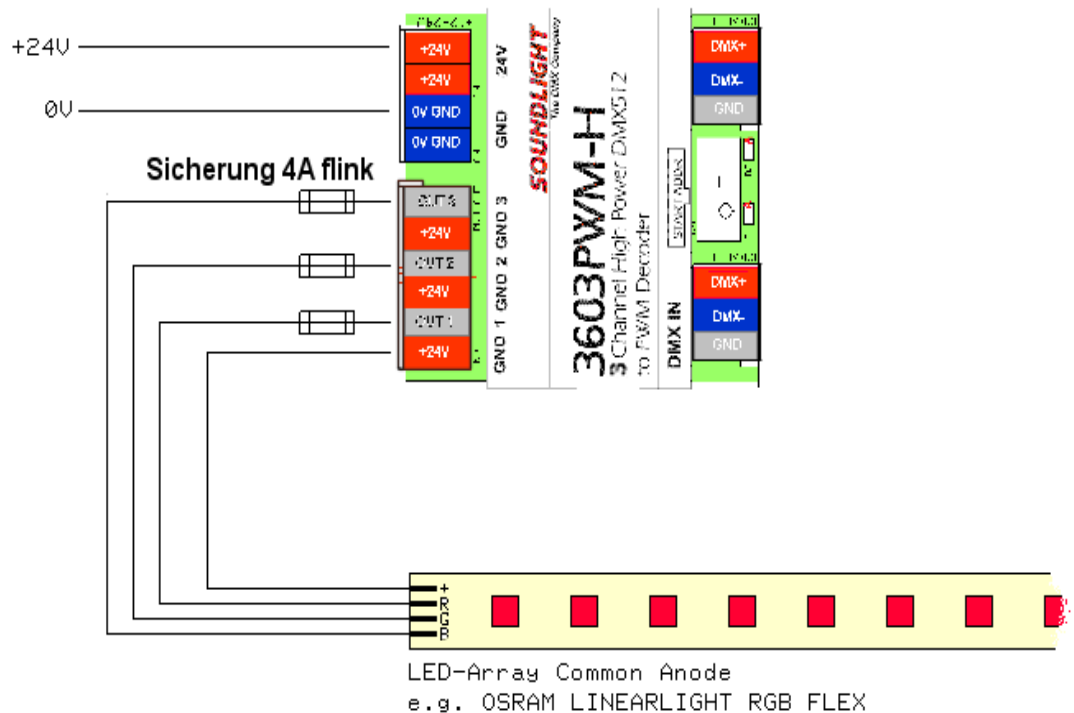 +24V
0V
+24V
+24V
0V GND
0V GND
24V
GND
Sicherung 4A flink
OUT 3
+24V
OUT 2
+24V
OUT 1
+24V
GND 1 GND 2 GND 3
SOUNDLIGHT
The DMX Company
3603PWM-H
3 Channel High Power DMX512
to PWM Decoder
START ADDR
DMX IN
DMX+
DMX-
GND
DMX+
DMX-
GND
+
R
G
B
LED-Array Common Anode
e.g. OSRAM LINEARLIGHT RGB FLEX